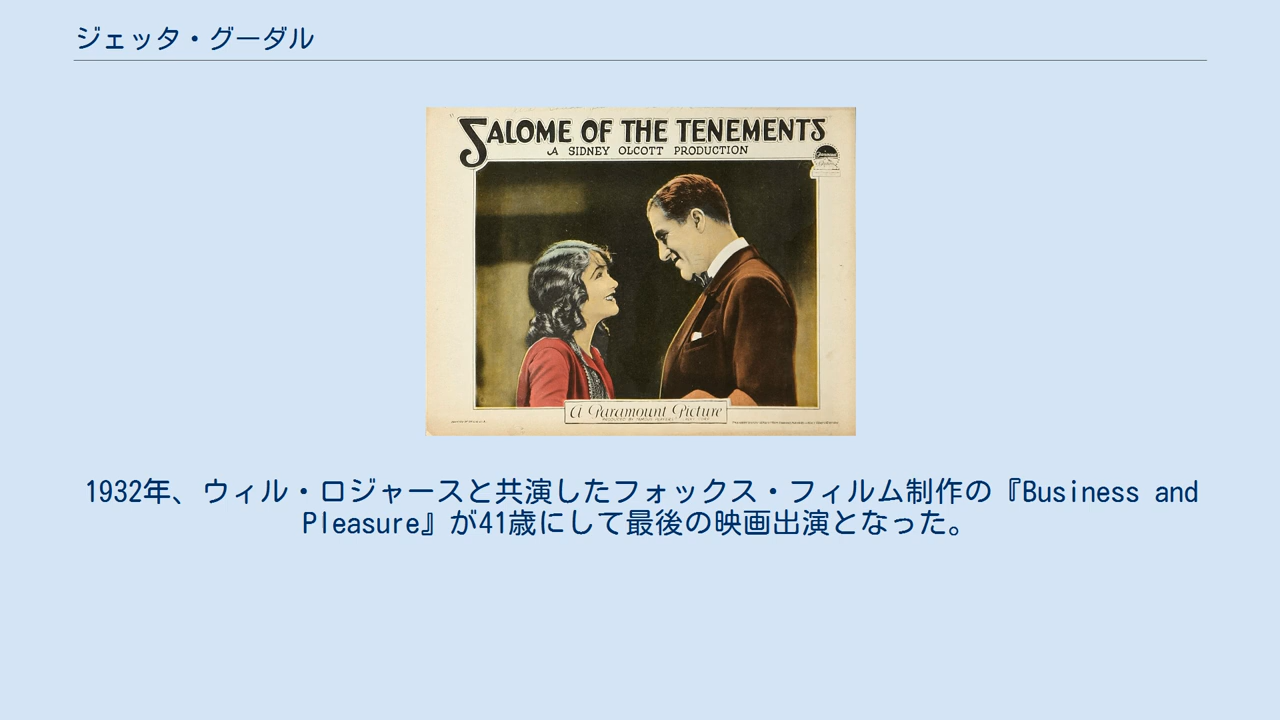 ジェッタ・グーダル
SALOME OF THE TENEMENTS
A SIDNEY OLCOTT PRODUCTION
Paramount
A Paramount Picture
1932年、ウィル・ロジャースと共演したフォックス・フィルム制作の『Business and
Pleasure』が41歳にして最後の映画出演となった。